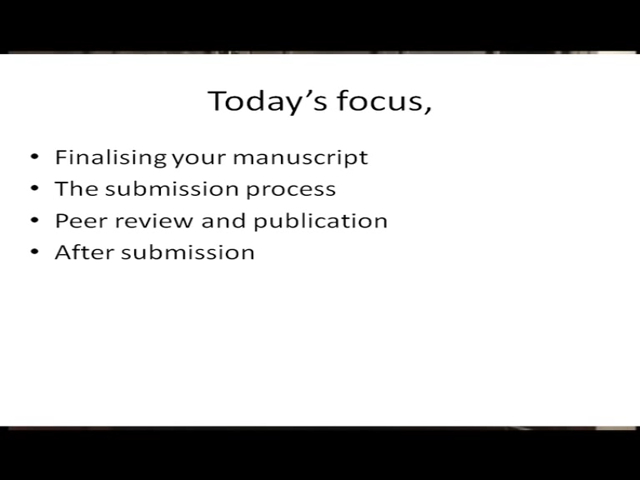 Today's focus,
• Finalising your manuscript
• The submission process
• Peer review and publication
• After submission